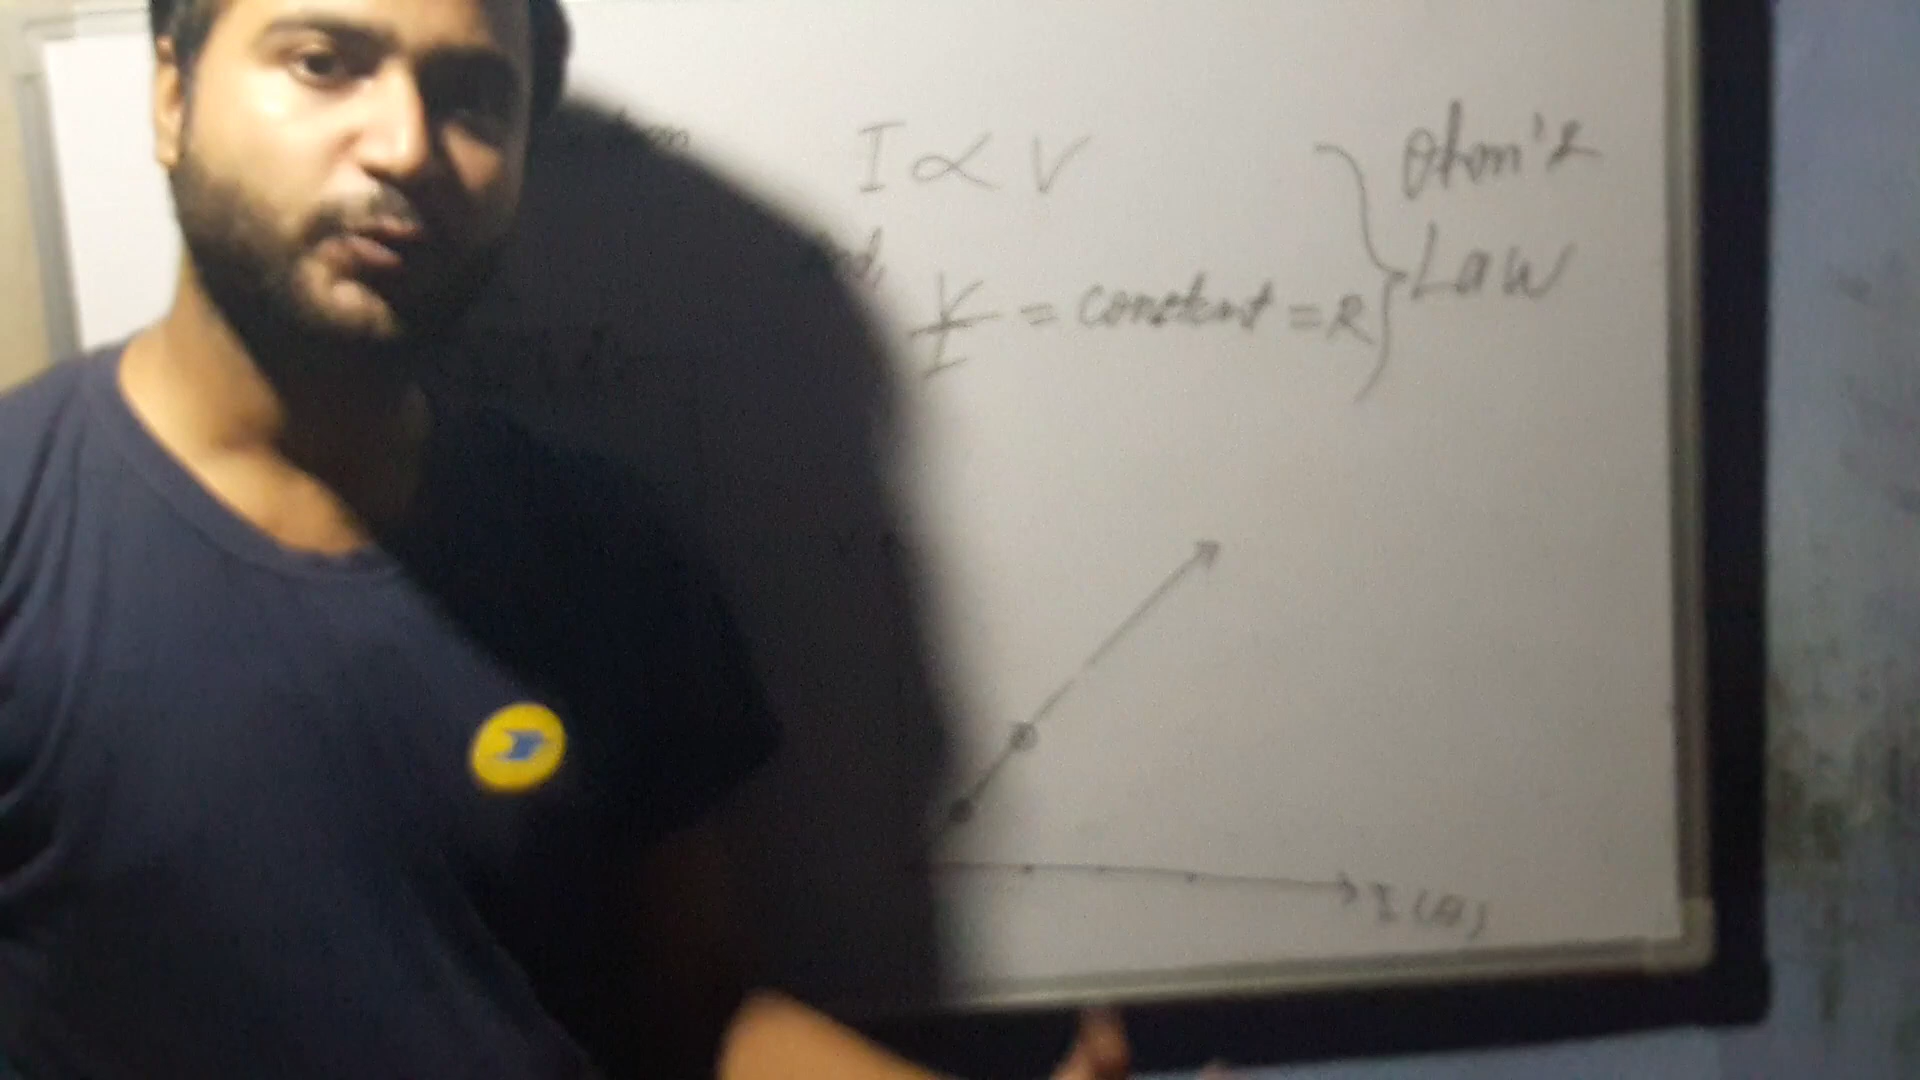 I ∝ V
Ohm's
Law
V
I
= constant = R
I (A)